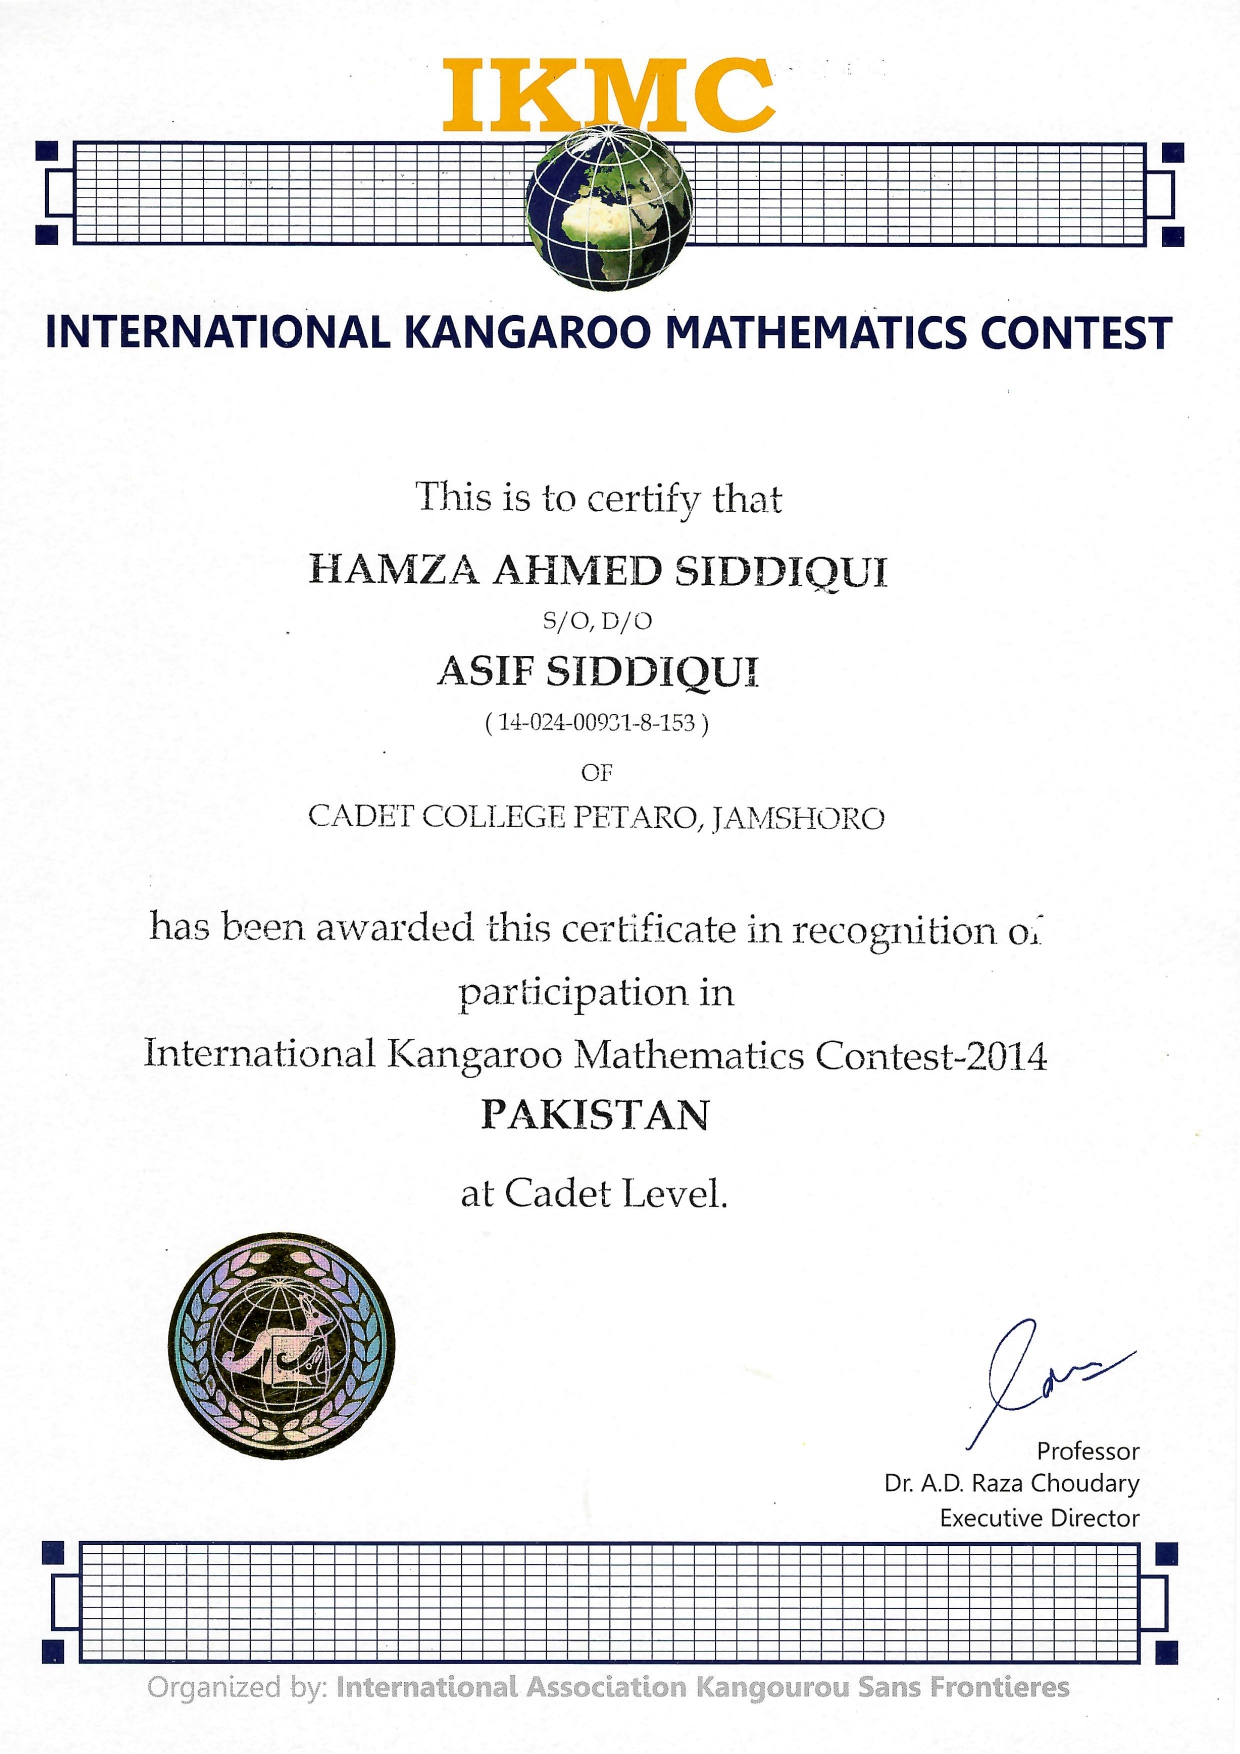 IKMC
INTERNATIONAL KANGAROO MATHEMATICS CONTEST
This is to certify that
HAMZA AHMED SIDDIQUI
S/O, D/O
ASIF SIDDIQUI
( 14-024-00931-8-153 )
OF
CADET COLLEGE PETARO, JAMSHORO
has been awarded this certificate in recognition of
participation in
International Kangaroo Mathematics Contest-2014
PAKISTAN
at Cadet Level.
Professor
Dr. A.D. Raza Choudary
Executive Director
Organized by: International Association Kangourou Sans Frontieres